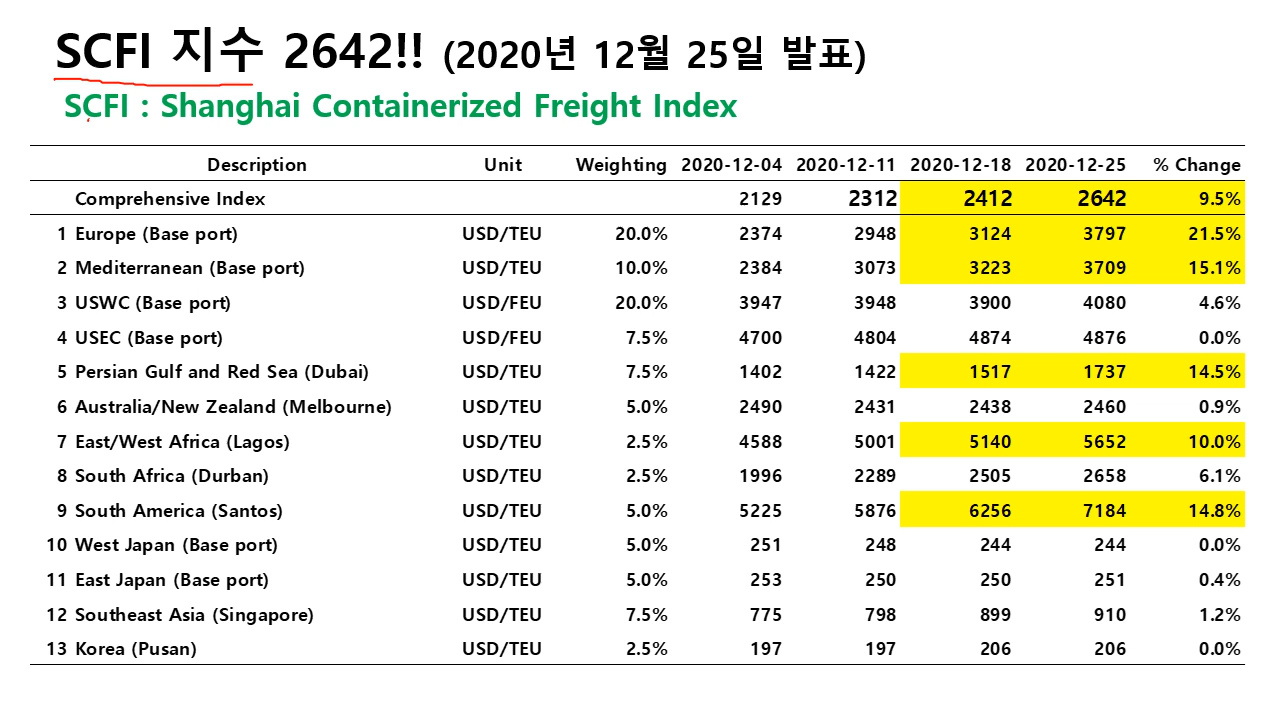 SCFI 지수 2642!! (2020년 12월 25일 발표)
SCFI : Shanghai Containerized Freight Index
Description Unit Weighting 2020-12-04 2020-12-11 2020-12-18 2020-12-25 % Change
Comprehensive Index 2129 2312 2412 2642 9.5%
1 Europe (Base port) USD/TEU 20.0% 2374 2948 3124 3797 21.5%
2 Mediterranean (Base port) USD/TEU 10.0% 2384 3073 3223 3709 15.1%
3 USWC (Base port) USD/FEU 20.0% 3947 3948 3900 4080 4.6%
4 USEC (Base port) USD/FEU 7.5% 4700 4804 4874 4876 0.0%
5 Persian Gulf and Red Sea (Dubai) USD/TEU 7.5% 1402 1422 1517 1737 14.5%
6 Australia/New Zealand (Melbourne) USD/TEU 5.0% 2490 2431 2438 2460 0.9%
7 East/West Africa (Lagos) USD/TEU 2.5% 4588 5001 5140 5652 10.0%
8 South Africa (Durban) USD/TEU 2.5% 1996 2289 2505 2658 6.1%
9 South America (Santos) USD/TEU 5.0% 5225 5876 6256 7184 14.8%
10 West Japan (Base port) USD/TEU 5.0% 251 248 244 244 0.0%
11 East Japan (Base port) USD/TEU 5.0% 253 250 250 251 0.4%
12 Southeast Asia (Singapore) USD/TEU 7.5% 775 798 899 910 1.2%
13 Korea (Pusan) USD/TEU 2.5% 197 197 206 206 0.0%